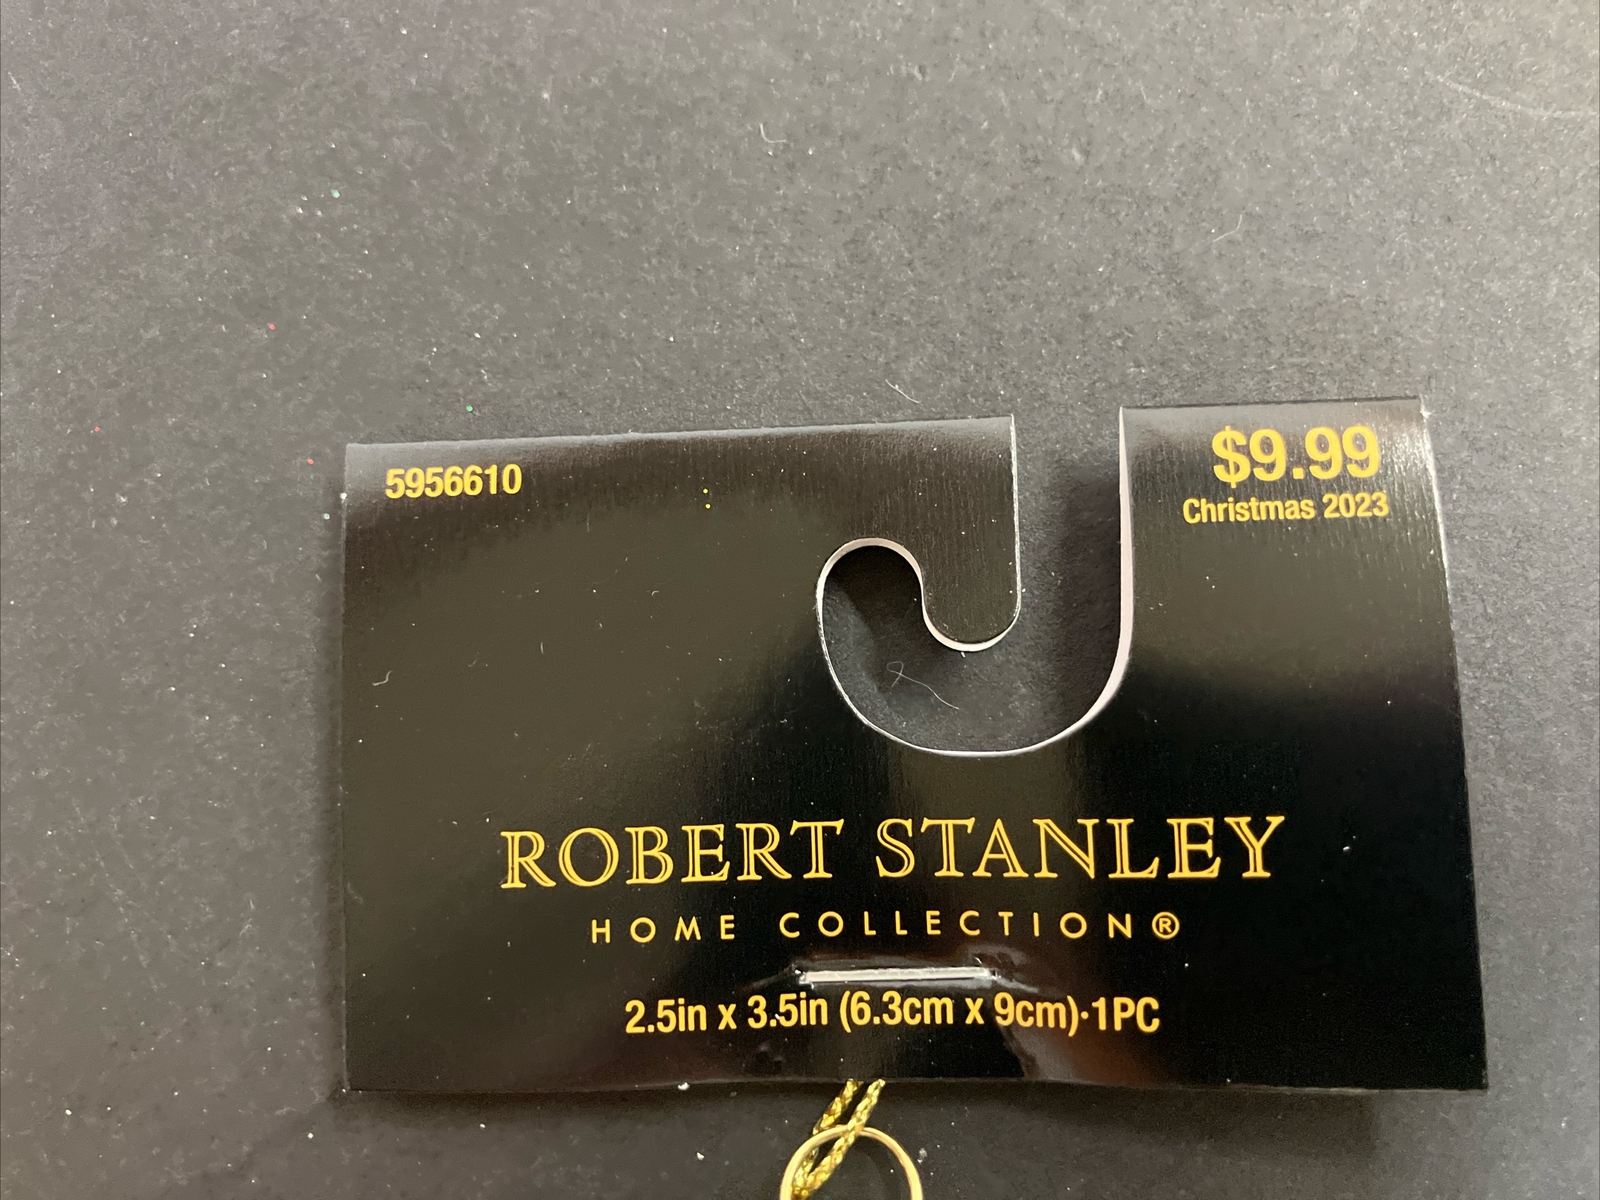 5956610
$9.99
Christmas 2023
ROBERT STANLEY
HOME COLLECTION®
2.5in x 3.5in (6.3cm x 9cm)·1PC